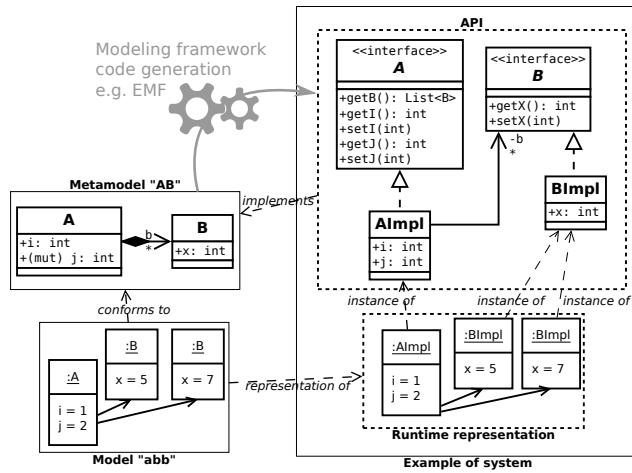 Modeling framework
code generation
e.g. EMF
API
<<interface>>
A
+getB(): List<B>
+getI(): int
+setI(int)
+getJ(): int
+setJ(int)
<<interface>>
B
+getX(): int
+setX(int)
-b
*
AImpl
+i: int
+j: int
BImpl
+x: int
Metamodel "AB"
implements
A
+i: int
+(mut) j: int
b
*
B
+x: int
conforms to
instance of
instance of
instance of
:A
i = 1
j = 2
:B
x = 5
:B
x = 7
Model "abb"
representation of
:AImpl
i = 1
j = 2
:BImpl
x = 5
:BImpl
x = 7
Runtime representation
Example of system